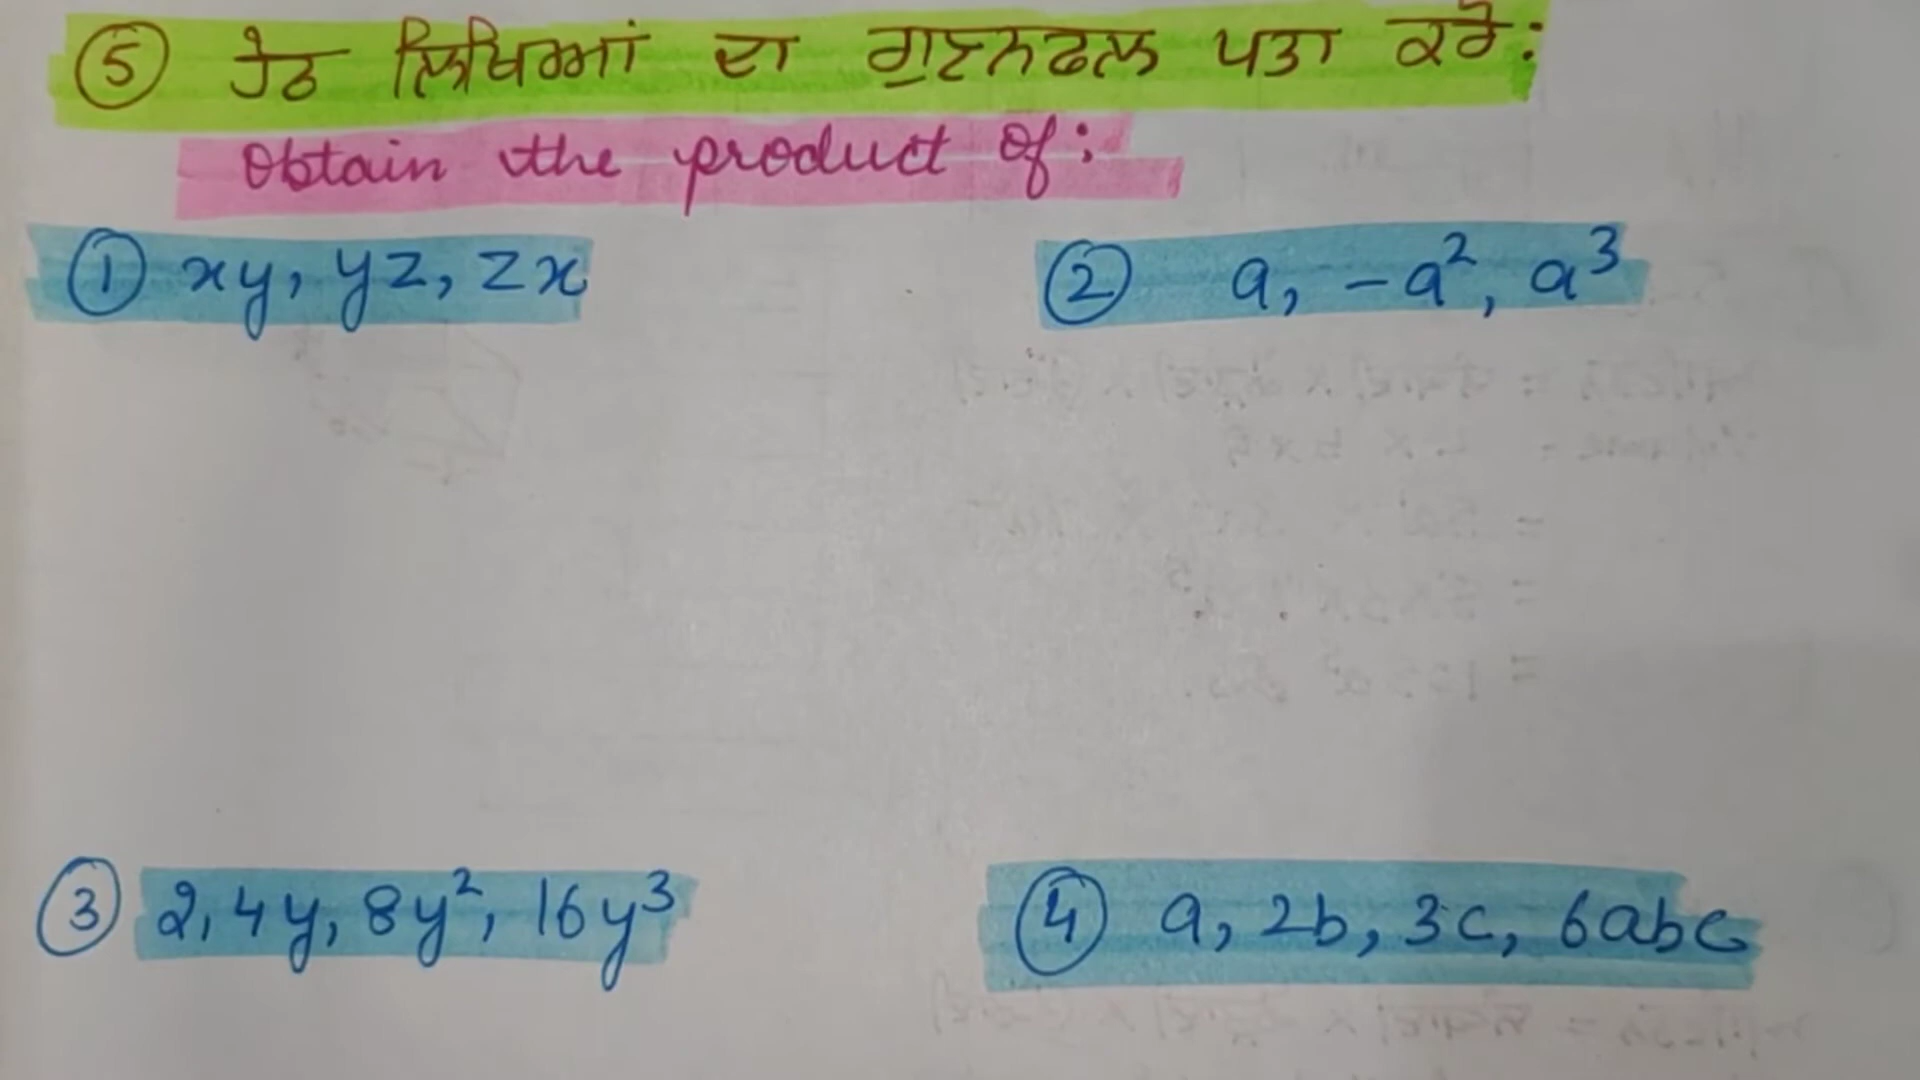 ⑤ ਹੇਠ ਲਿਖਿਆਂ ਦਾ ਗੁਣਨਫਲ ਪਤਾ ਕਰੋ:
Obtain the product of:
① xy, yz, zx
② a, -a², a³
③ 2, 4y, 8y², 16y³
④ a, 2b, 3c, 6abc